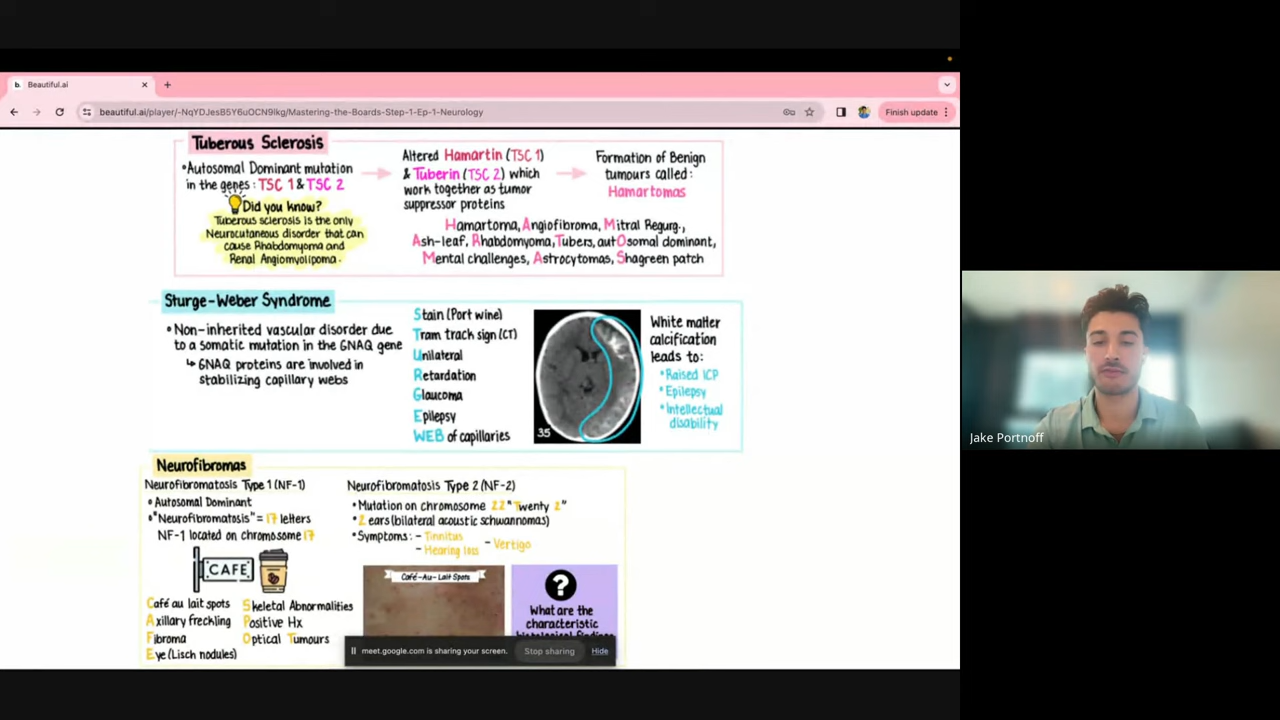 Beautiful.ai
beautiful.ai/player/-NqYDJesB5Y6uOCN9lkg/Mastering-the-Boards-Step-1-Ep-1-Neurology
Finish update
Tuberous Sclerosis
•Autosomal Dominant mutation
in the genes: TSC 1 & TSC 2
Did you know?
Tuberous sclerosis is the only
Neurocutaneous disorder that can
cause Rhabdomyoma and
Renal Angiomyolipoma.
Altered Hamartin (TSC 1)
& Tuberin (TSC 2) which
work together as tumor
suppressor proteins
Formation of Benign
tumours called:
Hamartomas
Hamartoma, Angiofibroma, Mitral Regurg.,
Ash-leaf, Rhabdomyoma, Tubers, autOsomal dominant,
Mental challenges, Astrocytomas, Shagreen patch
Sturge-Weber Syndrome
• Non-inherited vascular disorder due
to a somatic mutation in the GNAQ gene
↳ GNAQ proteins are involved in
stabilizing capillary webs
Stain (Port wine)
Tram track sign (CT)
Unilateral
Retardation
Glaucoma
Epilepsy
WEB of capillaries
35
White matter
calcification
leads to:
•Raised ICP
•Epilepsy
•Intellectual
disability
Neurofibromas
Neurofibromatosis Type 1 (NF-1)
• Autosomal Dominant
•"Neurofibromatosis" = 17 letters
NF-1 located on chromosome 17
CAFE
Café au lait spots
Axillary freckling
Fibroma
Eye (Lisch nodules)
Skeletal Abnormalities
Positive Hx
Optical Tumours
Neurofibromatosis Type 2 (NF-2)
•Mutation on chromosome 22 "Twenty 2"
•2 ears (bilateral acoustic schwannomas)
•Symptoms: - Tinnitus
- Hearing loss
- Vertigo
Café-Au-Lait Spots
?
What are the
characteristic
meet.google.com is sharing your screen.
Stop sharing
Hide
Jake Portnoff